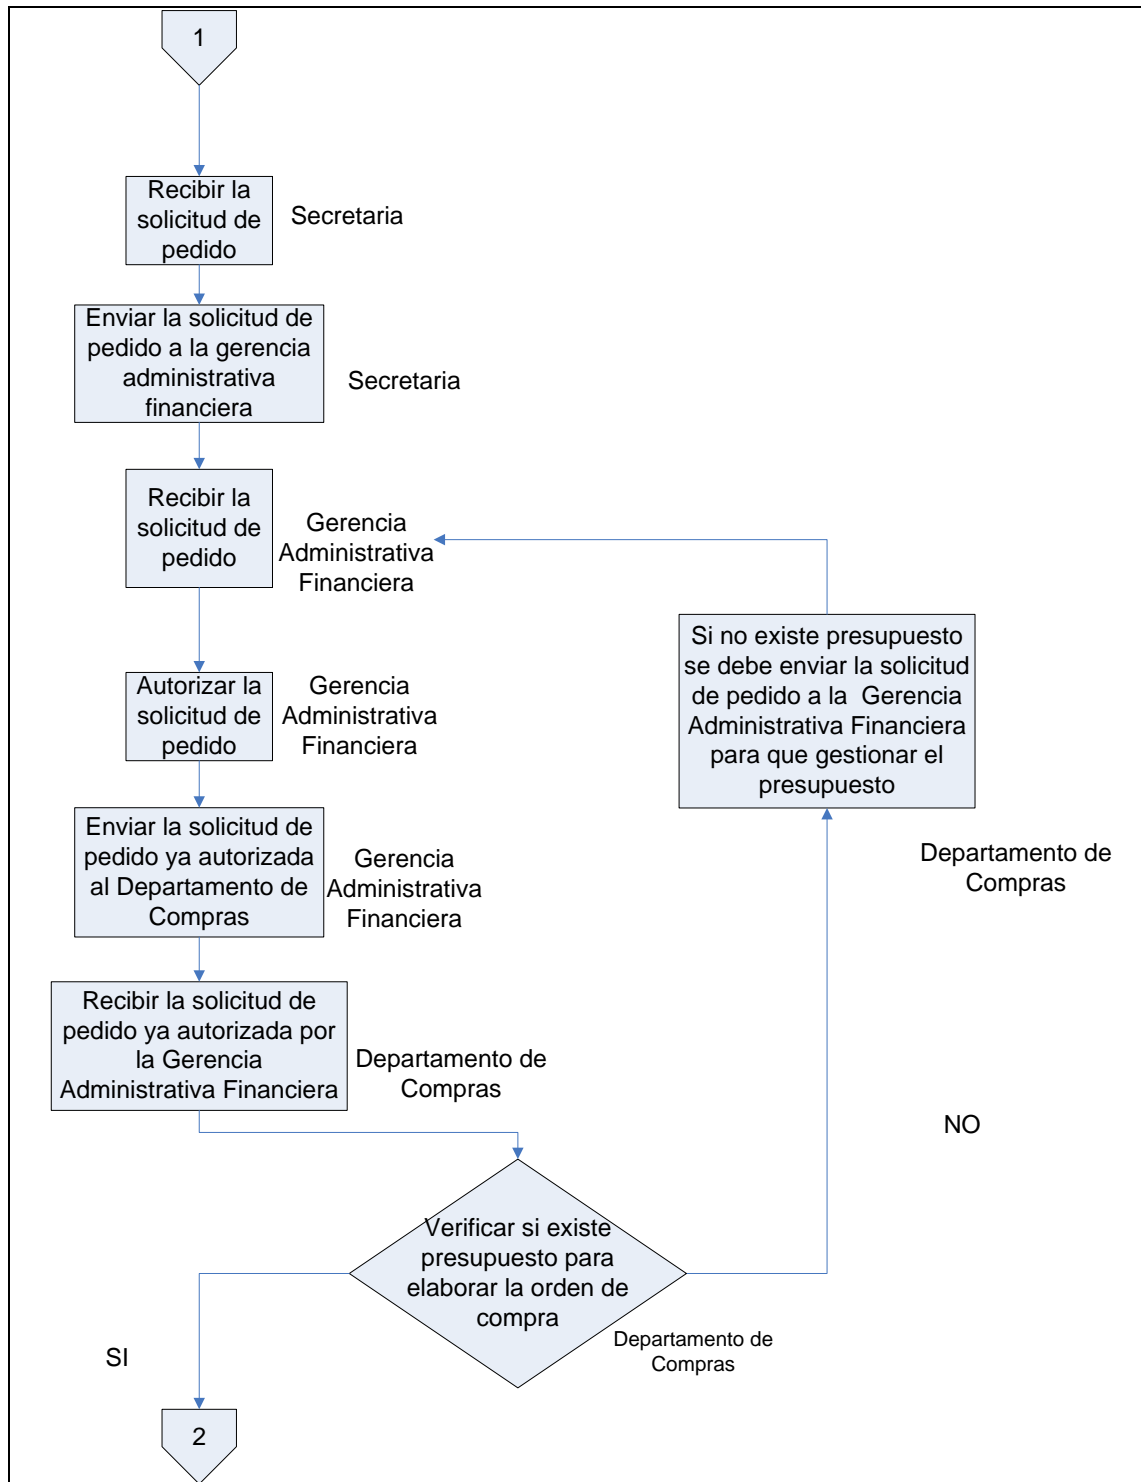 1
Recibir la
solicitud de
pedido
Secretaria
Enviar la solicitud de
pedido a la gerencia
administrativa
financiera
Secretaria
Recibir la
solicitud de
pedido
Gerencia
Administrativa
Financiera
Autorizar la
solicitud de
pedido
Gerencia
Administrativa
Financiera
Enviar la solicitud de
pedido ya autorizada
al Departamento de
Compras
Gerencia
Administrativa
Financiera
Recibir la solicitud de
pedido ya autorizada por
la Gerencia
Administrativa Financiera
Departamento de
Compras
Verificar si existe
presupuesto para
elaborar la orden de
compra
Departamento de
Compras
NO
Si no existe presupuesto
se debe enviar la solicitud
de pedido a la  Gerencia
Administrativa Financiera
para que gestionar el
presupuesto
Departamento de
Compras
SI
2